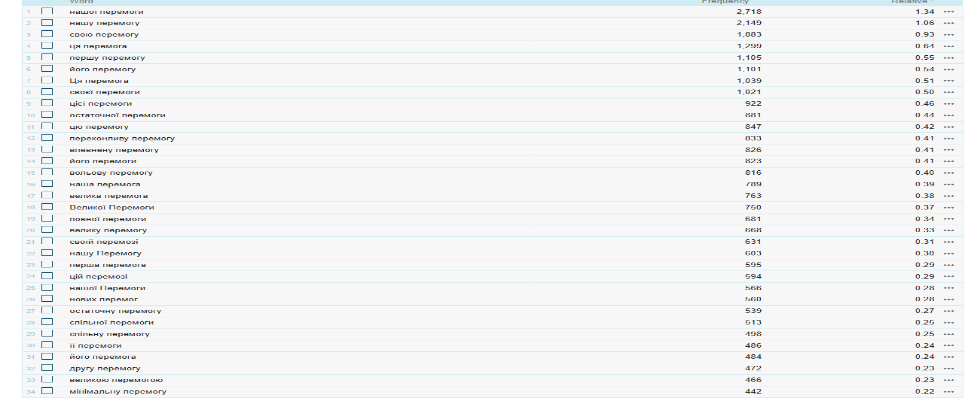 Word Frequency Relative
1 нашої перемоги 2,718 1.34 •••
2 нашу перемогу 2,149 1.06 •••
3 свою перемогу 1,883 0.93 •••
4 ця перемога 1,299 0.64 •••
5 першу перемогу 1,105 0.55 •••
6 його перемогу 1,101 0.54 •••
7 Ця перемога 1,039 0.51 •••
8 своєї перемоги 1,021 0.50 •••
9 цієї перемоги 922 0.46 •••
10 остаточної перемоги 881 0.44 •••
11 цю перемогу 847 0.42 •••
12 переконливу перемогу 833 0.41 •••
13 впевнену перемогу 826 0.41 •••
14 його перемоги 823 0.41 •••
15 вольову перемогу 816 0.40 •••
16 наша перемога 789 0.39 •••
17 велика перемога 763 0.38 •••
18 Великої Перемоги 750 0.37 •••
19 повної перемоги 681 0.34 •••
20 велику перемогу 668 0.33 •••
21 своїй перемозі 631 0.31 •••
22 нашу Перемогу 603 0.30 •••
23 перша перемога 595 0.29 •••
24 цій перемозі 594 0.29 •••
25 нашої Перемоги 566 0.28 •••
26 нових перемог 560 0.28 •••
27 остаточну перемогу 539 0.27 •••
28 спільної перемоги 513 0.25 •••
29 спільну перемогу 498 0.25 •••
30 її перемоги 486 0.24 •••
31 його перемога 484 0.24 •••
32 другу перемогу 472 0.23 •••
33 великою перемогою 466 0.23 •••
34 мінімальну перемогу 442 0.22 •••